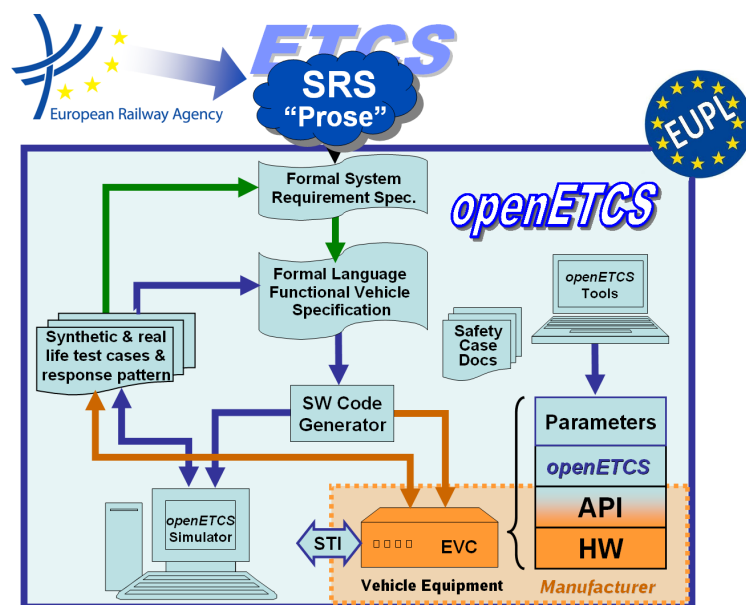 ETCS
SRS
“Prose”
European Railway Agency
EUPL
Formal System
Requirement Spec.
openETCS
Formal Language
Functional Vehicle
Specification
openETCS
Tools
Synthetic & real
life test cases &
response pattern
Safety
Case
Docs
SW Code
Generator
Parameters
openETCS
API
HW
openETCS
Simulator
STI
EVC
Vehicle Equipment
Manufacturer